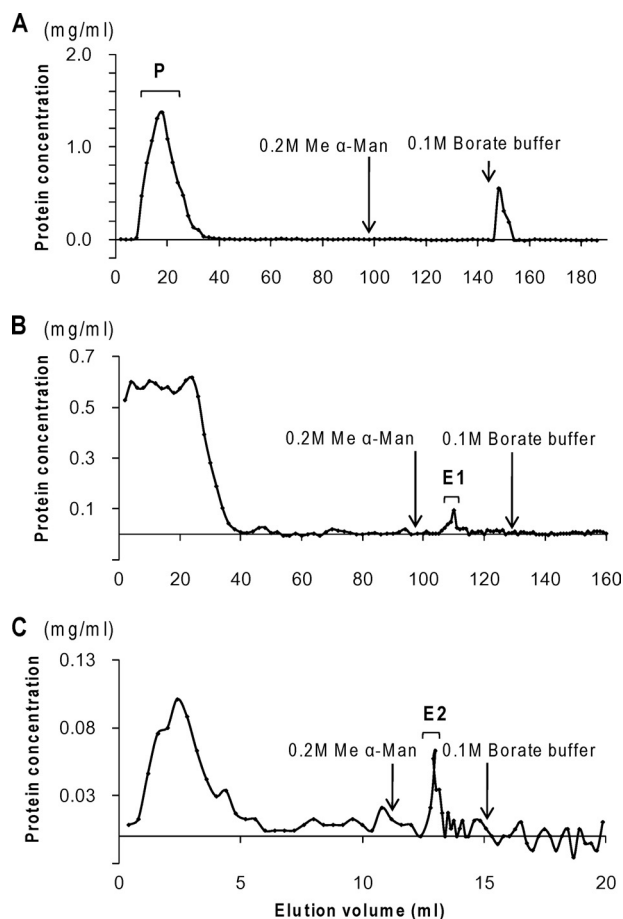 A (mg/ml)
Protein concentration
2.0
1.0
0.0
P
0.2M Me α-Man
0.1M Borate buffer
0 20 40 60 80 100 120 140 160 180
B (mg/ml)
Protein concentration
0.7
0.5
0.3
0.1
0.2M Me α-Man
0.1M Borate buffer
E1
0 20 40 60 80 100 120 140 160
C (mg/ml)
Protein concentration
0.13
0.08
0.03
E2
0.2M Me α-Man
0.1M Borate buffer
0 5 10 15 20
Elution volume (ml)